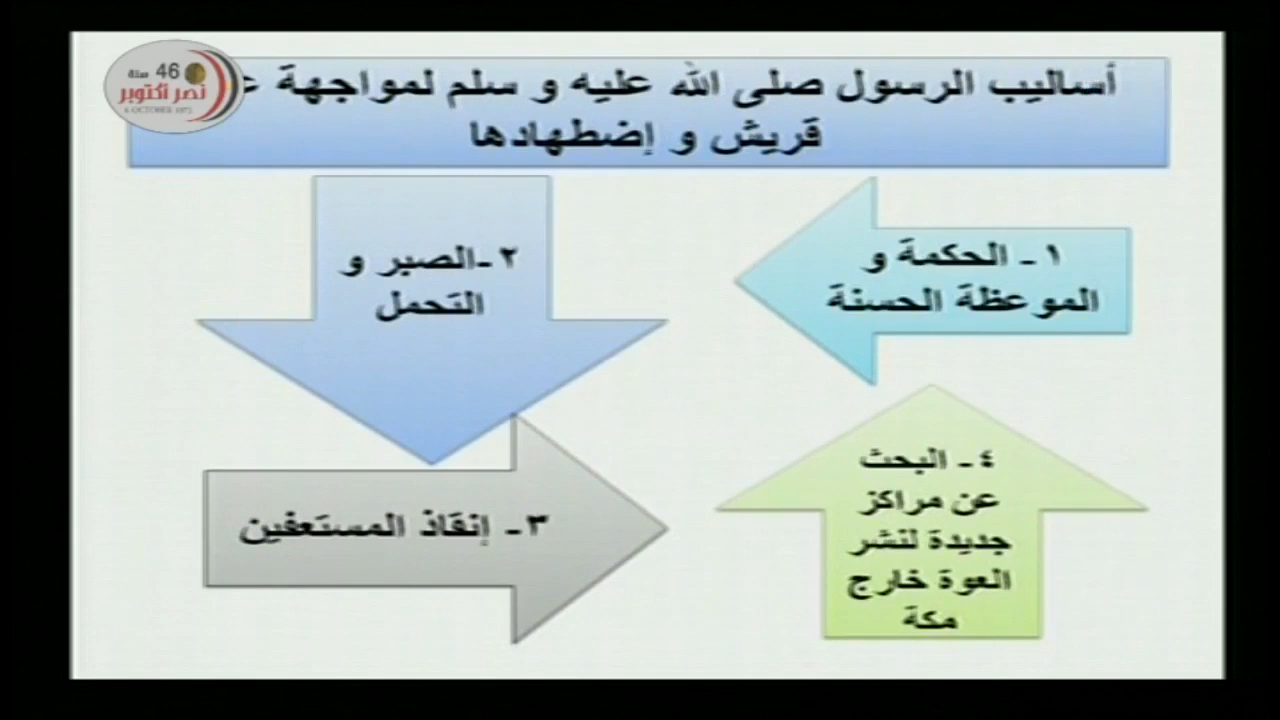 46 سنة
نصر أكتوبر
6 OCTOBER 1973
أساليب الرسول صلى الله عليه و سلم لمواجهة
قريش و إضطهادها
١ - الحكمة و
الموعظة الحسنة
٢ -الصبر و
التحمل
٣ - إنقاذ المستعفين
٤ - البحث
عن مراكز
جديدة لنشر
العوة خارج
مكة